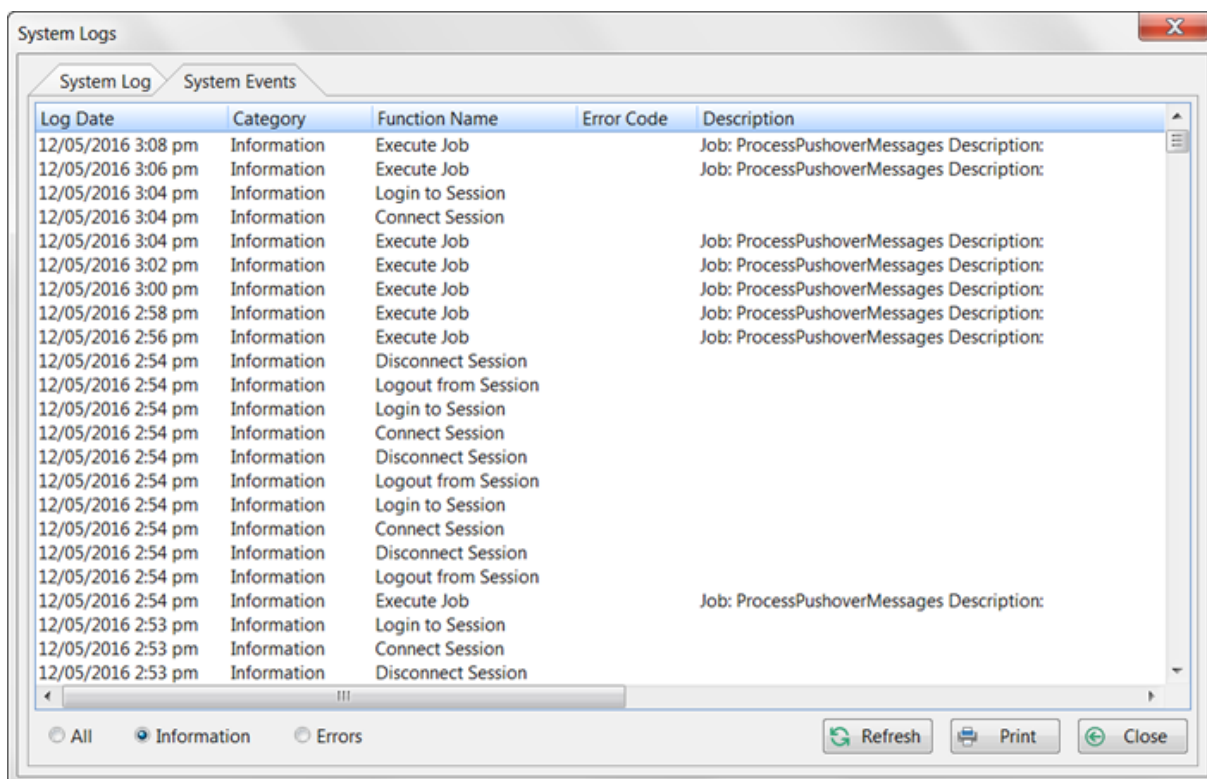 System Logs
System Log System Events
Log Date Category Function Name Error Code Description
12/05/2016 3:08 pm Information Execute Job Job: ProcessPushoverMessages Description:
12/05/2016 3:06 pm Information Execute Job Job: ProcessPushoverMessages Description:
12/05/2016 3:04 pm Information Login to Session
12/05/2016 3:04 pm Information Connect Session
12/05/2016 3:04 pm Information Execute Job Job: ProcessPushoverMessages Description:
12/05/2016 3:02 pm Information Execute Job Job: ProcessPushoverMessages Description:
12/05/2016 3:00 pm Information Execute Job Job: ProcessPushoverMessages Description:
12/05/2016 2:58 pm Information Execute Job Job: ProcessPushoverMessages Description:
12/05/2016 2:56 pm Information Execute Job Job: ProcessPushoverMessages Description:
12/05/2016 2:54 pm Information Disconnect Session
12/05/2016 2:54 pm Information Logout from Session
12/05/2016 2:54 pm Information Login to Session
12/05/2016 2:54 pm Information Connect Session
12/05/2016 2:54 pm Information Disconnect Session
12/05/2016 2:54 pm Information Logout from Session
12/05/2016 2:54 pm Information Login to Session
12/05/2016 2:54 pm Information Connect Session
12/05/2016 2:54 pm Information Disconnect Session
12/05/2016 2:54 pm Information Logout from Session
12/05/2016 2:54 pm Information Execute Job Job: ProcessPushoverMessages Description:
12/05/2016 2:53 pm Information Login to Session
12/05/2016 2:53 pm Information Connect Session
12/05/2016 2:53 pm Information Disconnect Session
All Information Errors Refresh Print Close